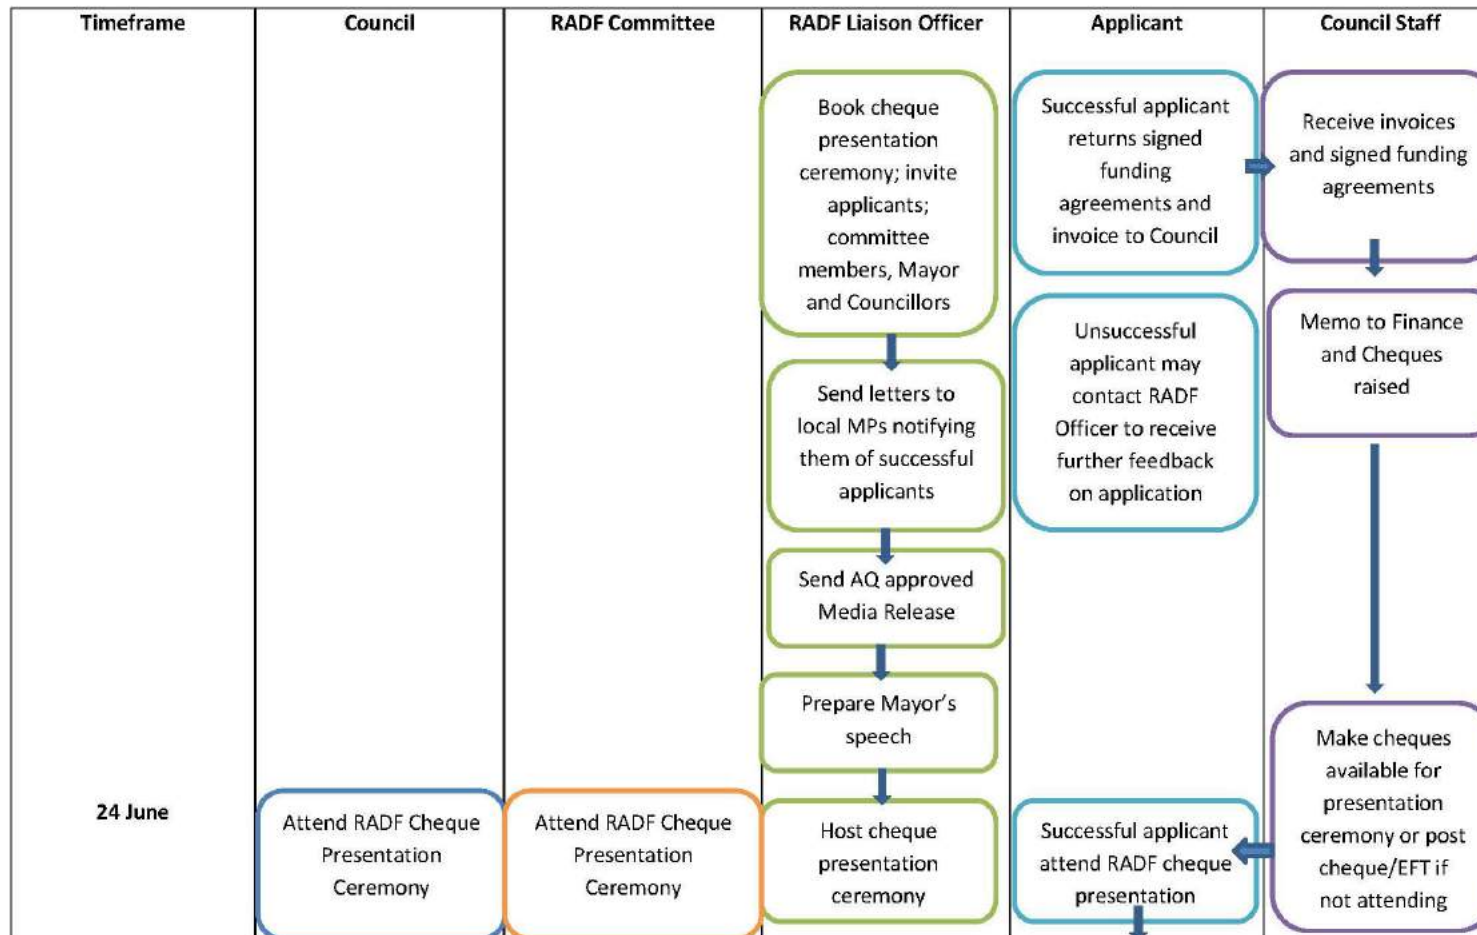 Timeframe
Council
RADF Committee
RADF Liaison Officer
Applicant
Council Staff
Book cheque
presentation
ceremony; invite
applicants;
committee
members, Mayor
and Councillors
Successful applicant
returns signed
funding
agreements and
invoice to Council
Receive invoices
and signed funding
agreements
Unsuccessful
applicant may
contact RADF
Officer to receive
further feedback
on application
Memo to Finance
and Cheques
raised
Send letters to
local MPs notifying
them of successful
applicants
Send AQ approved
Media Release
Prepare Mayor’s
speech
24 June
Attend RADF Cheque
Presentation
Ceremony
Attend RADF Cheque
Presentation
Ceremony
Host cheque
presentation
ceremony
Successful applicant
attend RADF cheque
presentation
Make cheques
available for
presentation
ceremony or post
cheque/EFT if
not attending